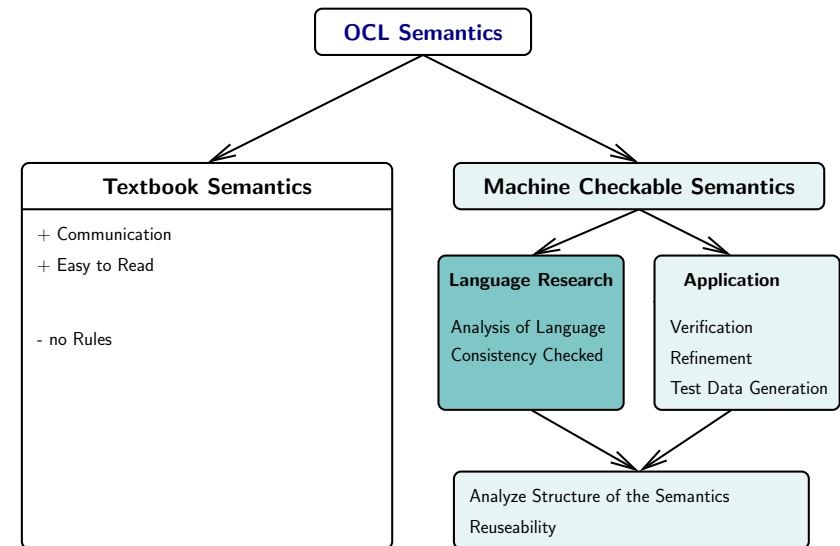 OCL Semantics
Textbook Semantics
+ Communication
+ Easy to Read
- no Rules
Machine Checkable Semantics
Language Research
Analysis of Language
Consistency Checked
Application
Verification
Refinement
Test Data Generation
Analyze Structure of the Semantics
Reuseability